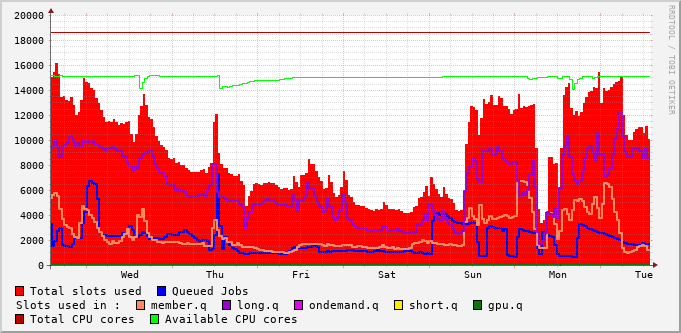 RRDTOOL / TOBI OETIKER
20000
18000
16000
14000
12000
10000
8000
6000
4000
2000
0
Wed Thu Fri Sat Sun Mon Tue
Total slots used Queued Jobs
Slots used in : member.q long.q ondemand.q short.q gpu.q
Total CPU cores Available CPU cores